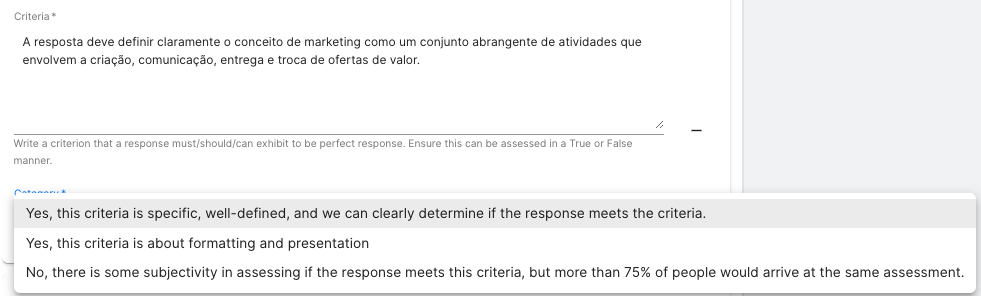 Criteria*
A resposta deve definir claramente o conceito de marketing como um conjunto abrangente de atividades que
envolvem a criação, comunicação, entrega e troca de ofertas de valor.
Write a criterion that a response must/should/can exhibit to be perfect response. Ensure this can be assessed in a True or False
manner.
Category*
Yes, this criteria is specific, well-defined, and we can clearly determine if the response meets the criteria.
Yes, this criteria is about formatting and presentation
No, there is some subjectivity in assessing if the response meets this criteria, but more than 75% of people would arrive at the same assessment.